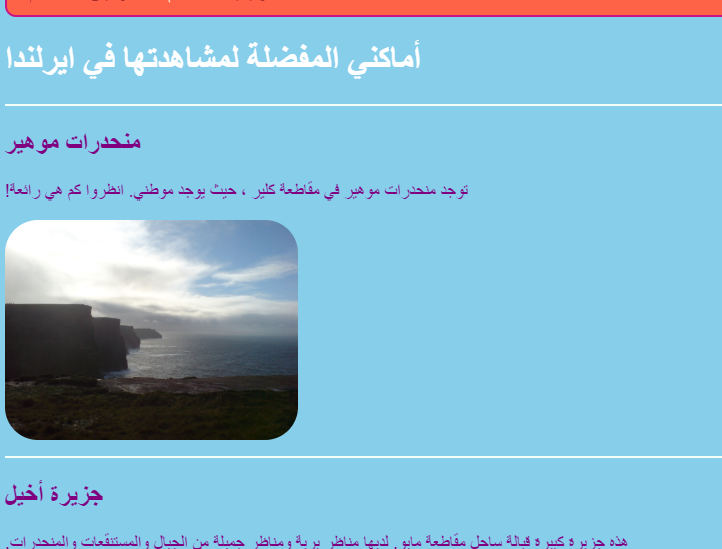 أماكني المفضلة لمشاهدتها في ايرلندا
منحدرات موهير
توجد منحدرات موهير في مقاطعة كلير ، حيث يوجد موطني. انظروا كم هي رائعة!
جزيرة أخيل
هذه جزيرة كبيرة قبالة ساحل مقاطعة مايو. لديها مناظر برية ومناظر جميلة من الجبال والمستنقعات والمنحدرات.